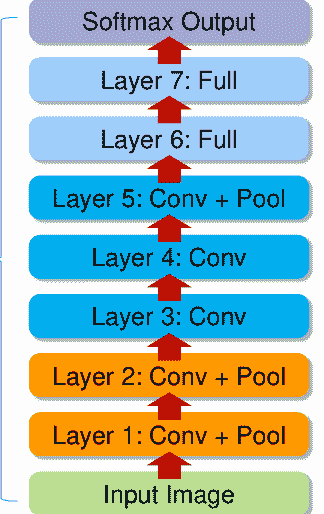 Softmax Output
Layer 7: Full
Layer 6: Full
Layer 5: Conv + Pool
Layer 4: Conv
Layer 3: Conv
Layer 2: Conv + Pool
Layer 1: Conv + Pool
Input Image